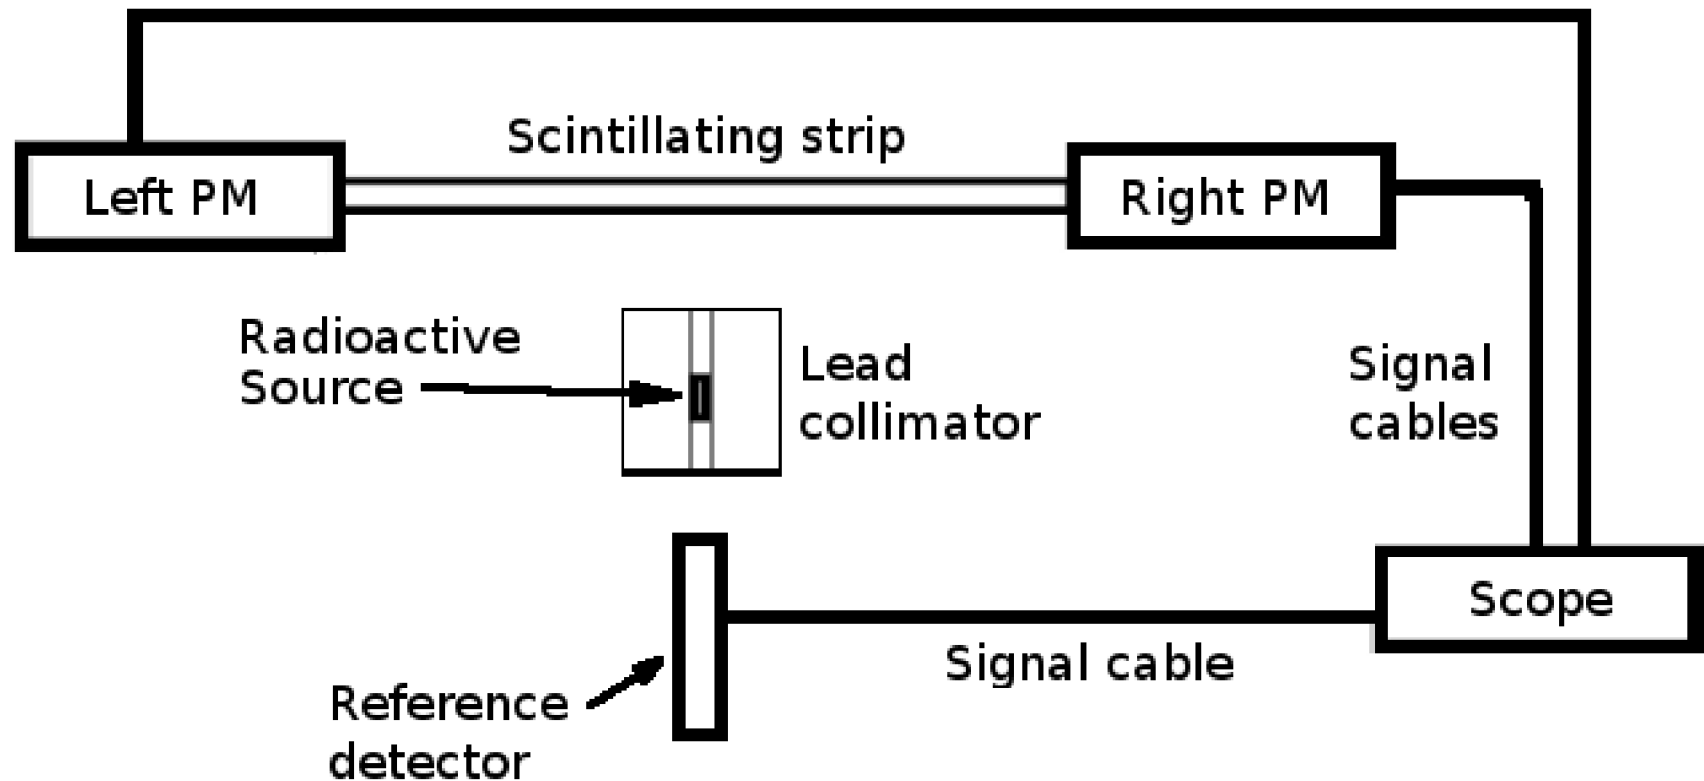 Scintillating strip
Left PM
Right PM
Radioactive
Source
Lead
collimator
Signal
cables
Scope
Signal cable
Reference
detector